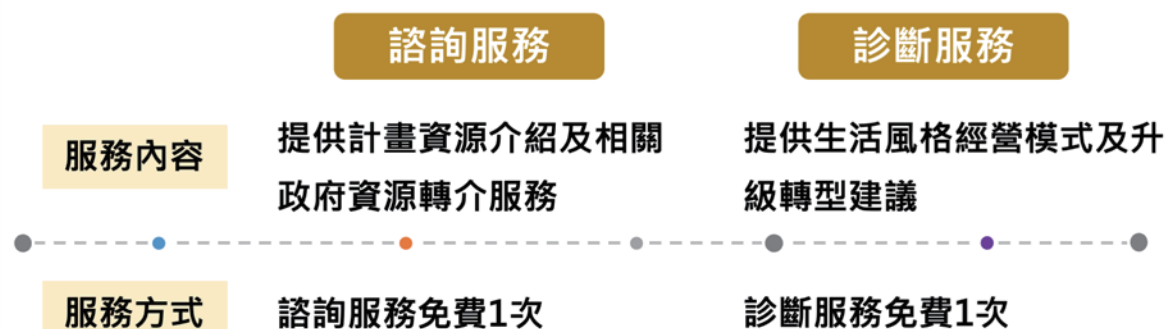 諮詢服務
診斷服務
服務內容
提供計畫資源介紹及相關
政府資源轉介服務
提供生活風格經營模式及升
級轉型建議
服務方式
諮詢服務免費1次
診斷服務免費1次